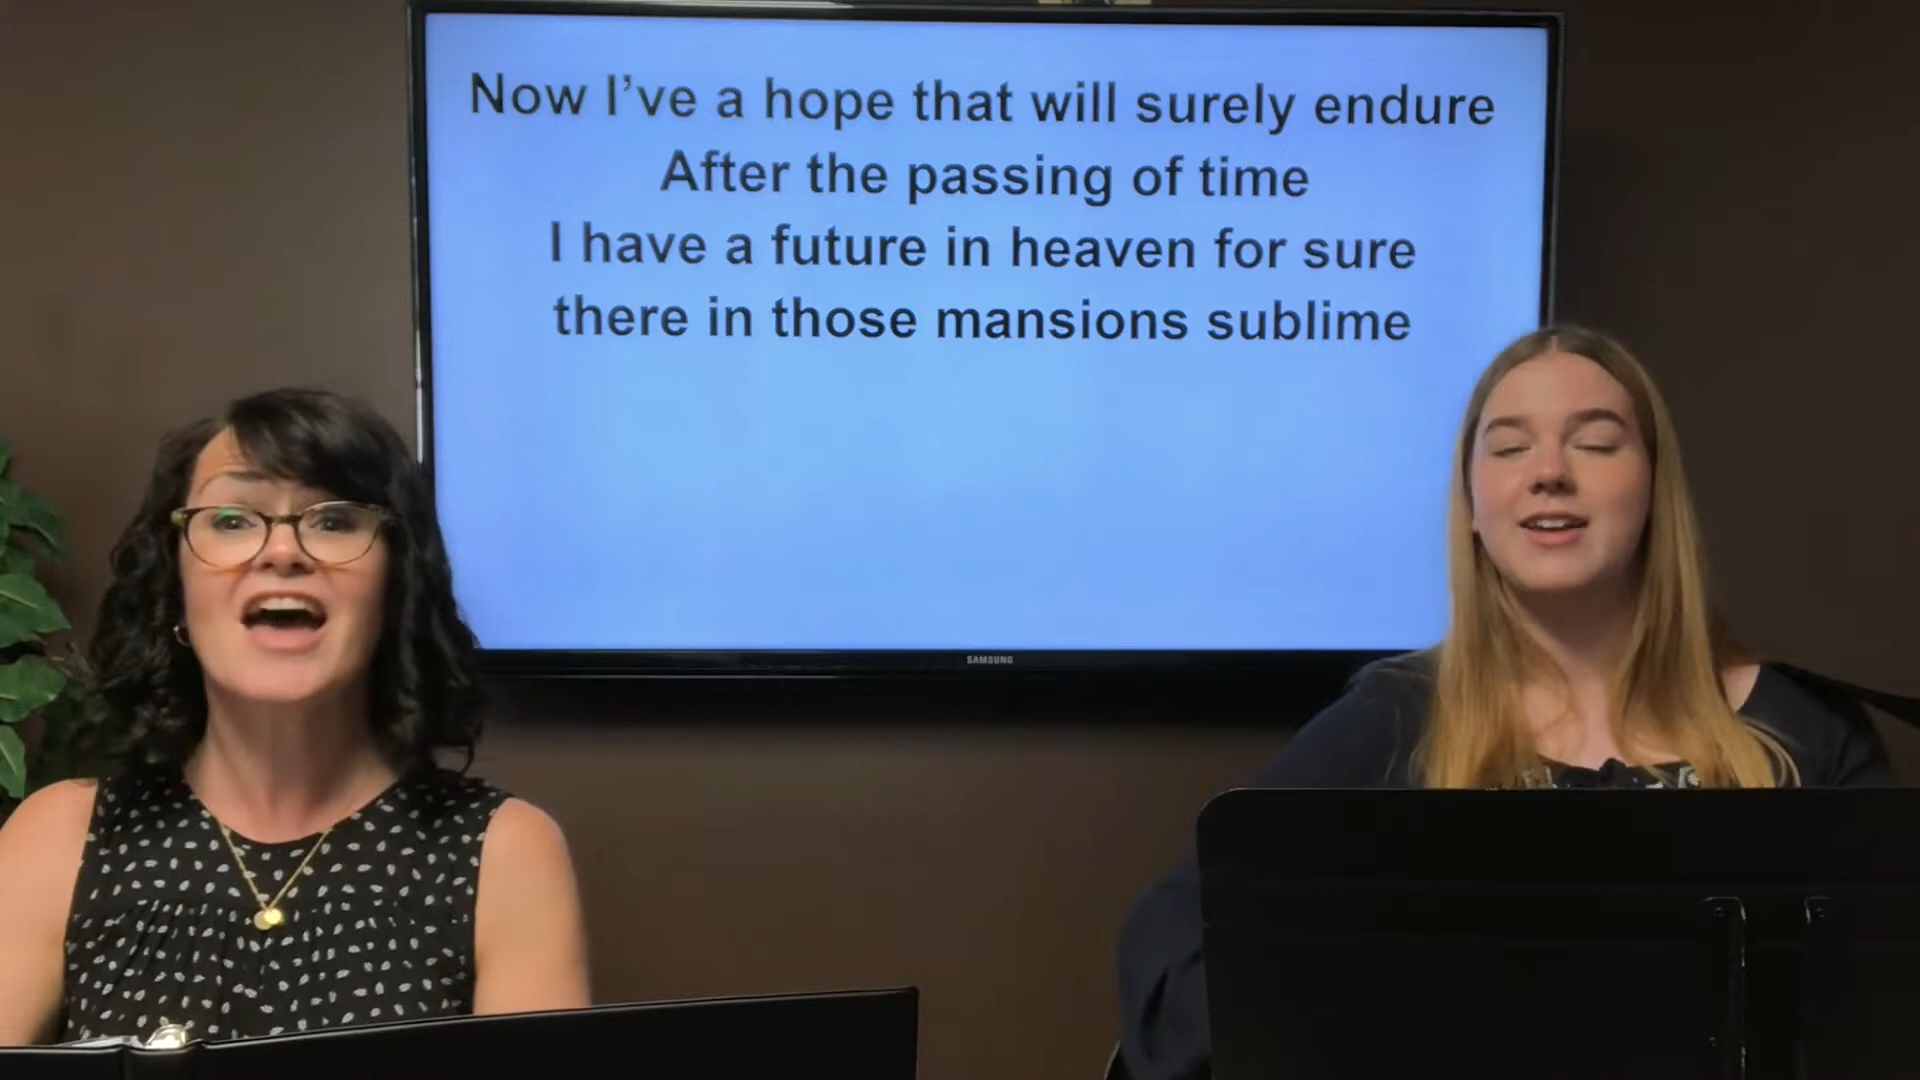 Now I've a hope that will surely endure
After the passing of time
I have a future in heaven for sure
there in those mansions sublime
SAMSUNG